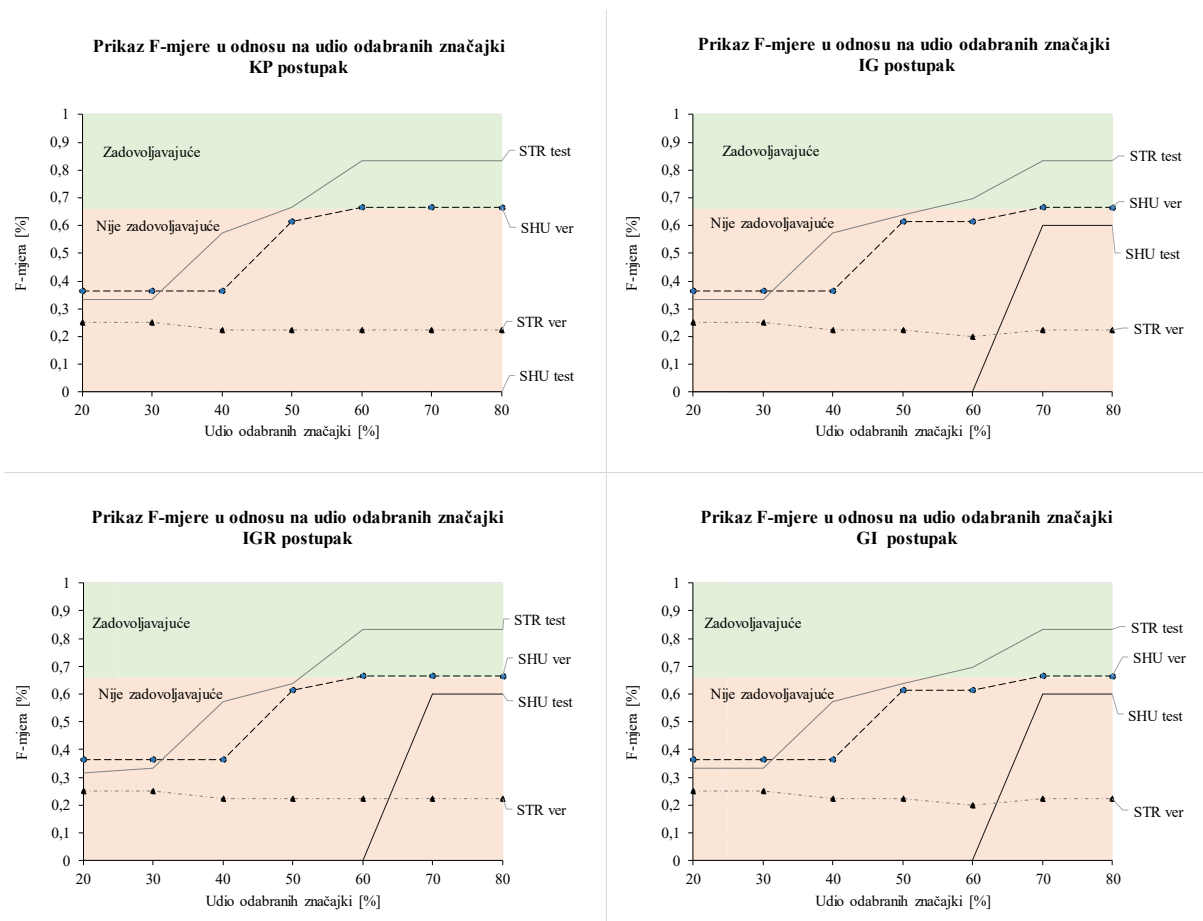 Prikaz F-mjere u odnosu na udio odabranih značajki
KP postupak
F-mjera [%]
1
0,9
0,8
0,7
0,6
0,5
0,4
0,3
0,2
0,1
0
Zadovoljavajuće
Nije zadovoljavajuće
STR test
SHU ver
STR ver
SHU test
20 30 40 50 60 70 80
Udio odabranih značajki [%]
Prikaz F-mjere u odnosu na udio odabranih značajki
IG postupak
F-mjera [%]
1
0,9
0,8
0,7
0,6
0,5
0,4
0,3
0,2
0,1
0
Zadovoljavajuće
Nije zadovoljavajuće
STR test
SHU ver
SHU test
STR ver
20 30 40 50 60 70 80
Udio odabranih značajki [%]
Prikaz F-mjere u odnosu na udio odabranih značajki
IGR postupak
F-mjera [%]
1
0,9
0,8
0,7
0,6
0,5
0,4
0,3
0,2
0,1
0
Zadovoljavajuće
Nije zadovoljavajuće
STR test
SHU ver
SHU test
STR ver
20 30 40 50 60 70 80
Udio odabranih značajki [%]
Prikaz F-mjere u odnosu na udio odabranih značajki
GI postupak
F-mjera [%]
1
0,9
0,8
0,7
0,6
0,5
0,4
0,3
0,2
0,1
0
Zadovoljavajuće
Nije zadovoljavajuće
STR test
SHU ver
SHU test
STR ver
20 30 40 50 60 70 80
Udio odabranih značajki [%]